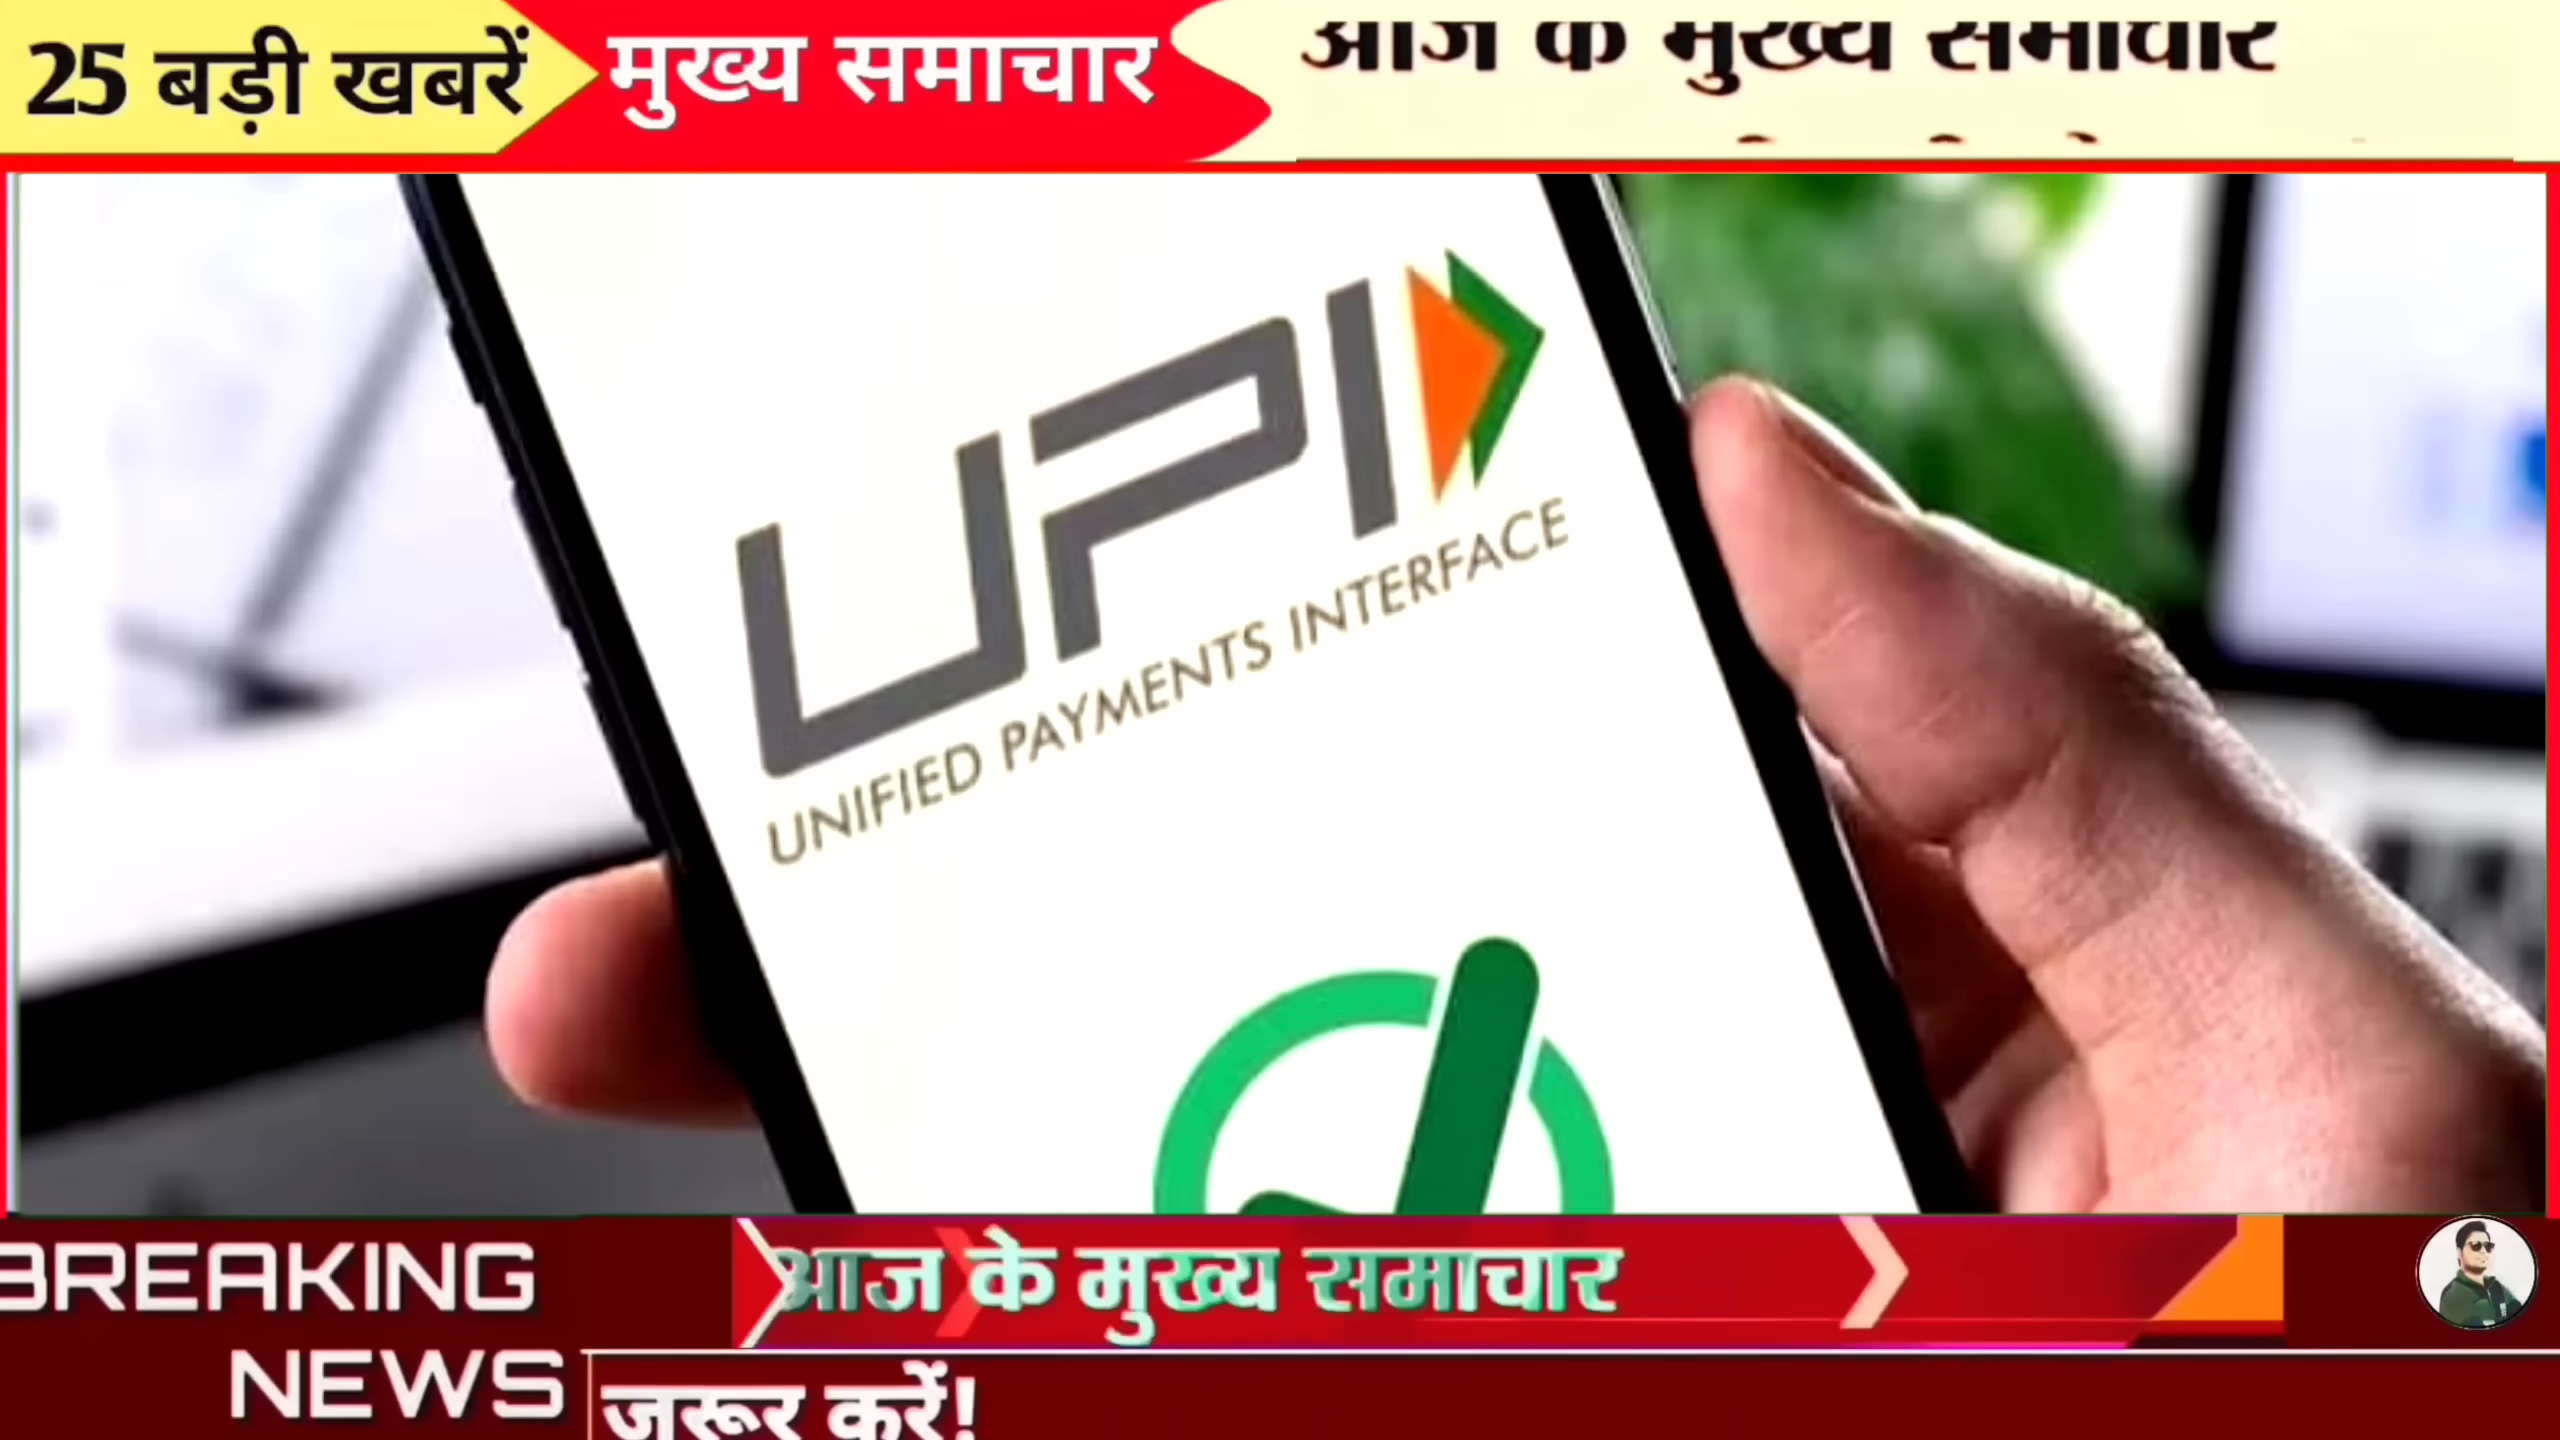 25 बड़ी खबरें
मुख्य समाचार
आज के मुख्य समाचार
UPI
UNIFIED PAYMENTS INTERFACE
BREAKING
NEWS
आज के मुख्य समाचार
जरूर करें!